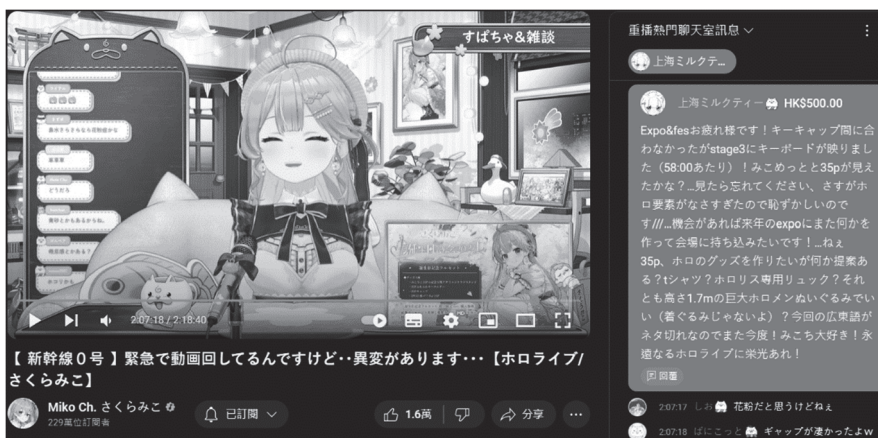 すぱちゃ&雑談
どうだろ
2:07:18 / 2:18:40
【 新幹線０号 】緊急で動画回してるんですけど‥異変があります‥･【ホロライブ/
さくらみこ】
Miko Ch. さくらみこ
229萬位訂閱者
已訂閱
1.6萬
分享
重播熱門聊天室訊息
上海ミルクテ...
上海ミルクティー HK$500.00
Expo&fesお疲れ様です！キーキャップ間に合
わなかったがstage3にキーボードが映りまし
た（58:00あたり）！みこめっとと35pが見え
たかな？…見たら忘れてください、さすがホ
ロ要素がなさすぎたので恥ずかしいので
す///…機会があれば来年のexpoにまた何かを
作って会場に持ち込みたいです！…ねぇ
35p、ホロのグッズを作りたいが何か提案あ
る？tシャツ？ホロリス専用リュック？それ
とも高さ1.7mの巨大ホロメンぬいぐるみでい
い（着ぐるみじゃないよ）？今回の広東語が
ネタ切れなのでまた今度！みこち大好き！永
遠なるホロライブに栄光あれ！
回覆
2:07:17 しお 花粉だと思うけどねぇ
2:07:18 ぱにこっと ギャップが凄かったよw